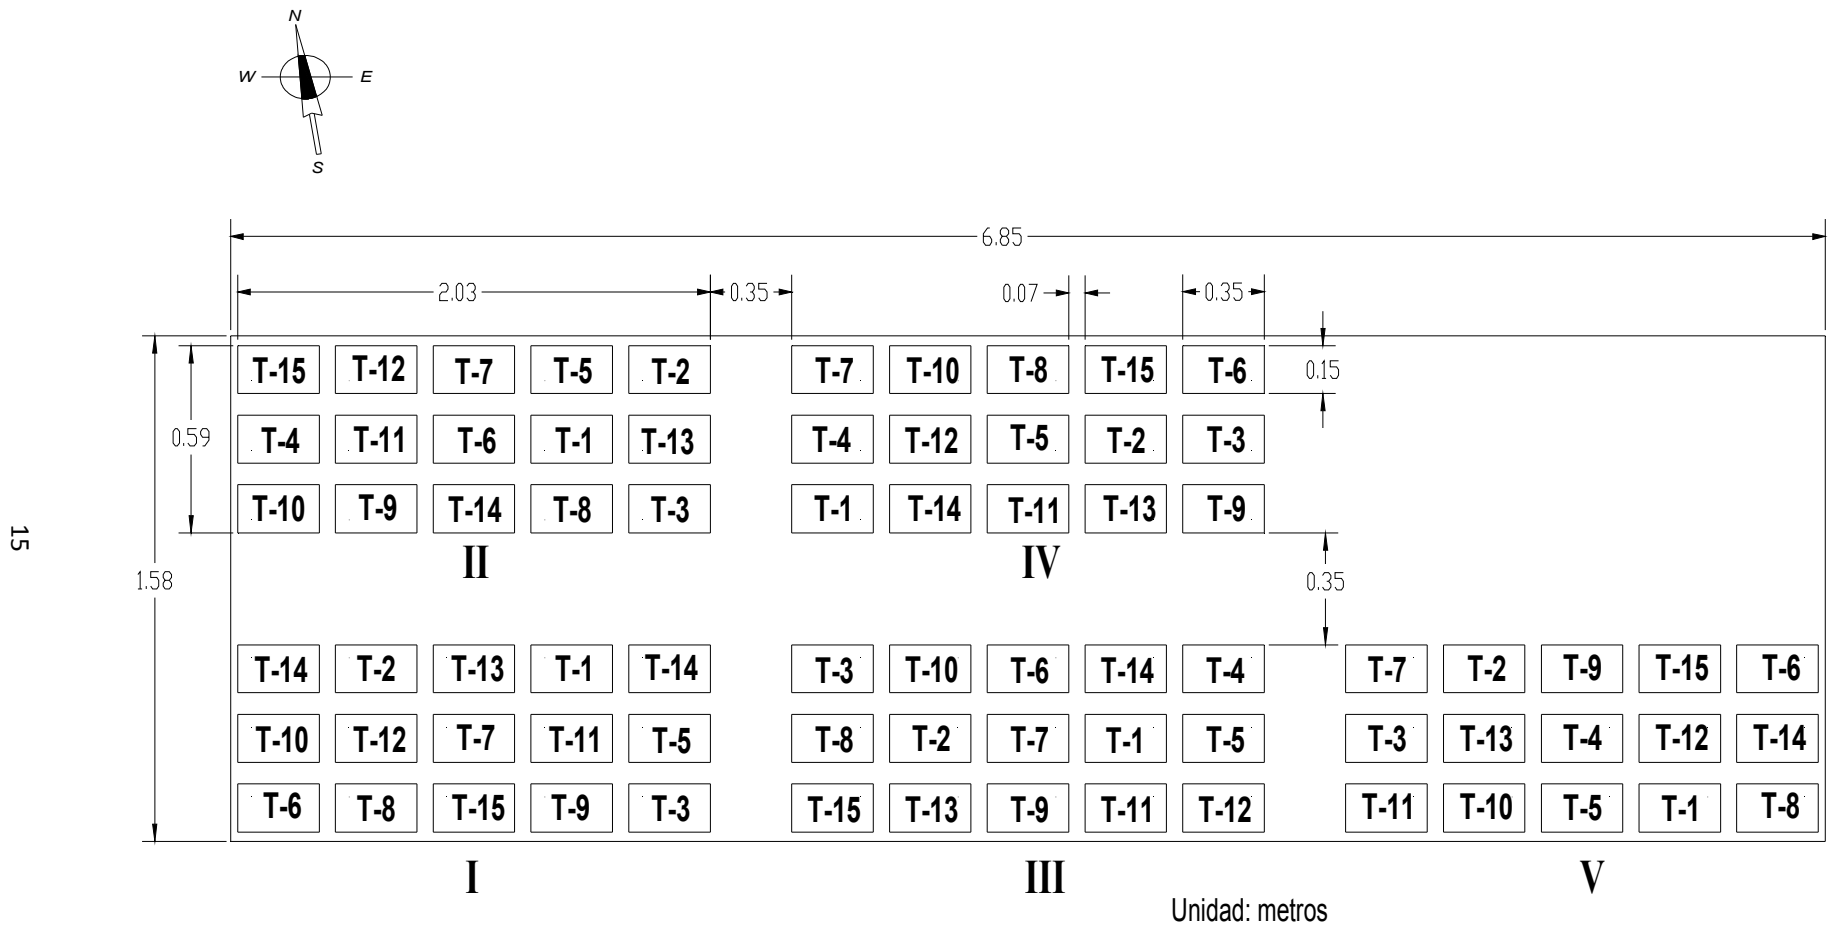 N
W E
S
6.85
2.03 0.35 0.07 0.35
T-15 T-12 T-7 T-5 T-2 T-7 T-10 T-8 T-15 T-6 0.15
0.59 T-4 T-11 T-6 T-1 T-13 T-4 T-12 T-5 T-2 T-3
T-10 T-9 T-14 T-8 T-3 T-1 T-14 T-11 T-13 T-9
15
II IV
1.58 0.35
T-14 T-2 T-13 T-1 T-14 T-3 T-10 T-6 T-14 T-4 T-7 T-2 T-9 T-15 T-6
T-10 T-12 T-7 T-11 T-5 T-8 T-2 T-7 T-1 T-5 T-3 T-13 T-4 T-12 T-14
T-6 T-8 T-15 T-9 T-3 T-15 T-13 T-9 T-11 T-12 T-11 T-10 T-5 T-1 T-8
I III V
Unidad: metros